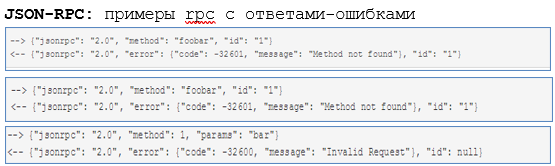 JSON-RPC: примеры rpc с ответами-ошибками
--> {"jsonrpc": "2.0", "method": "foobar", "id": "1"}
<-- {"jsonrpc": "2.0", "error": {"code": -32601, "message": "Method not found"}, "id": "1"}
--> {"jsonrpc": "2.0", "method": "foobar", "id": "1"}
<-- {"jsonrpc": "2.0", "error": {"code": -32601, "message": "Method not found"}, "id": "1"}
--> {"jsonrpc": "2.0", "method": 1, "params": "bar"}
<-- {"jsonrpc": "2.0", "error": {"code": -32600, "message": "Invalid Request"}, "id": null}